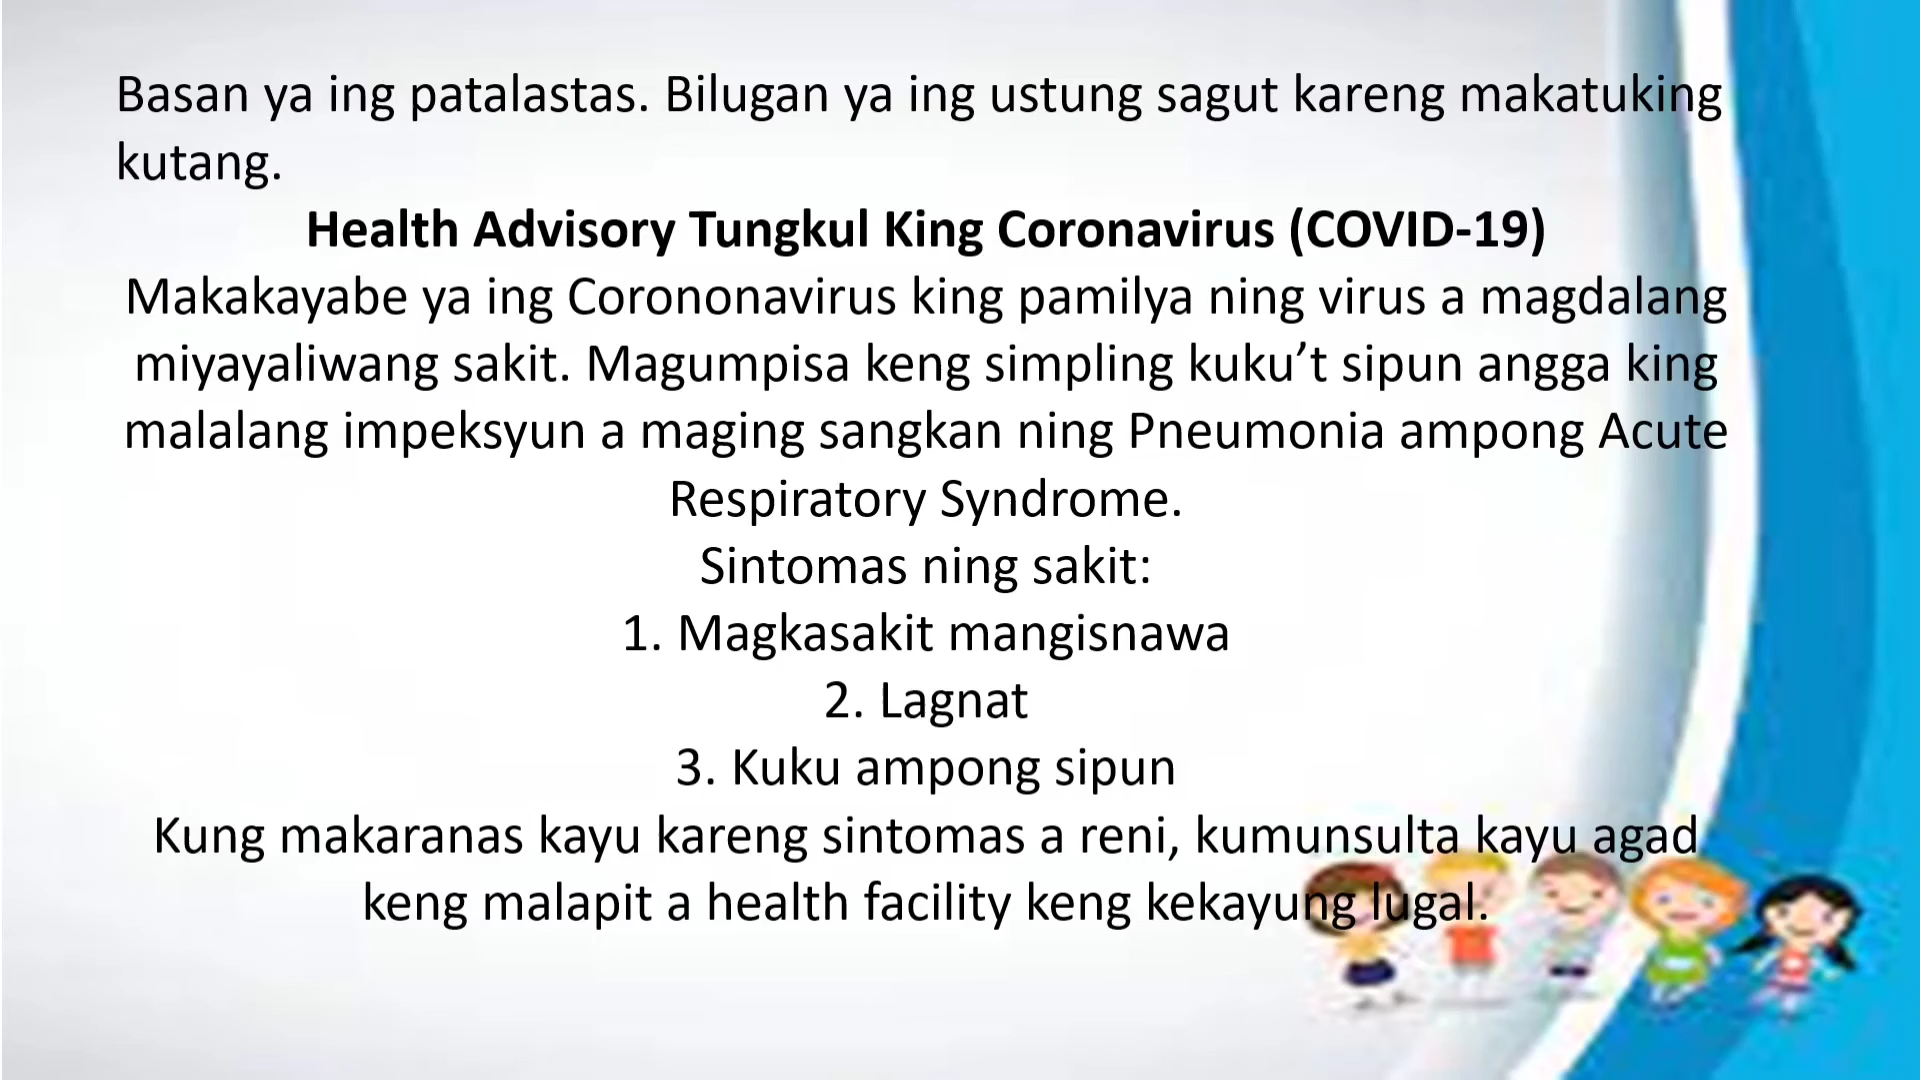 Basan ya ing patalastas. Bilugan ya ing ustung sagut kareng makatuking
kutang.
Health Advisory Tungkul King Coronavirus (COVID-19)
Makakayabe ya ing Corononavirus king pamilya ning virus a magdalang
miyayaliwang sakit. Magumpisa keng simpling kuku’t sipun angga king
malalang impeksyun a maging sangkan ning Pneumonia ampong Acute
Respiratory Syndrome.
Sintomas ning sakit:
1. Magkasakit mangisnawa
2. Lagnat
3. Kuku ampong sipun
Kung makaranas kayu kareng sintomas a reni, kumunsulta kayu agad
keng malapit a health facility keng kekayung lugal.